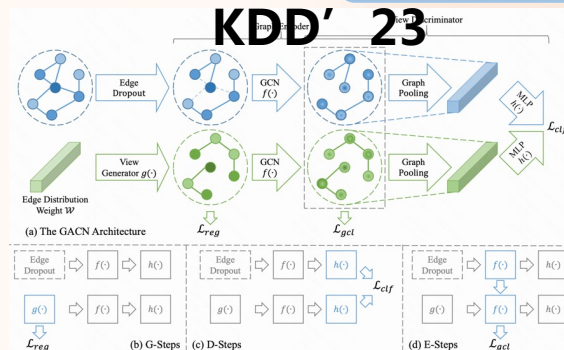 KDD' 23
Graph Encoder
View Discriminator
Edge
Dropout
GCN
f(·)
Graph
Pooling
MLP
h(·)
ℒclf
View
Generator g(·)
GCN
f(·)
Graph
Pooling
MLP
h(·)
Edge Distribution
Weight 𝒲
ℒreg
ℒgcl
(a) The GACN Architecture
Edge
Dropout
f(·)
h(·)
g(·)
f(·)
h(·)
ℒreg
(b) G-Steps
Edge
Dropout
f(·)
h(·)
ℒclf
g(·)
f(·)
h(·)
(c) D-Steps
Edge
Dropout
f(·)
h(·)
g(·)
f(·)
h(·)
ℒgcl
(d) E-Steps